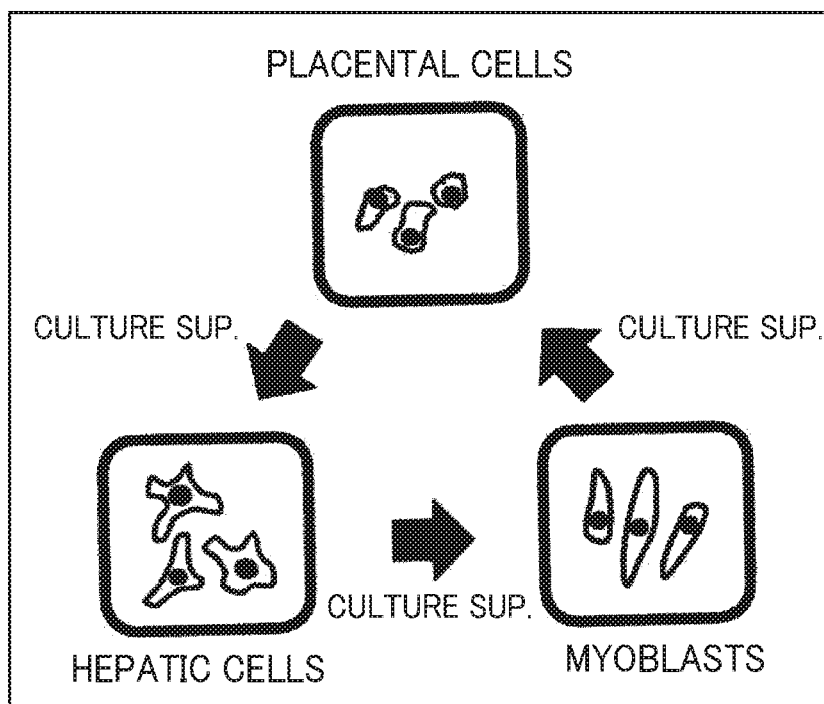 PLACENTAL CELLS
CULTURE SUP.
CULTURE SUP.
CULTURE SUP.
HEPATIC CELLS
MYOBLASTS